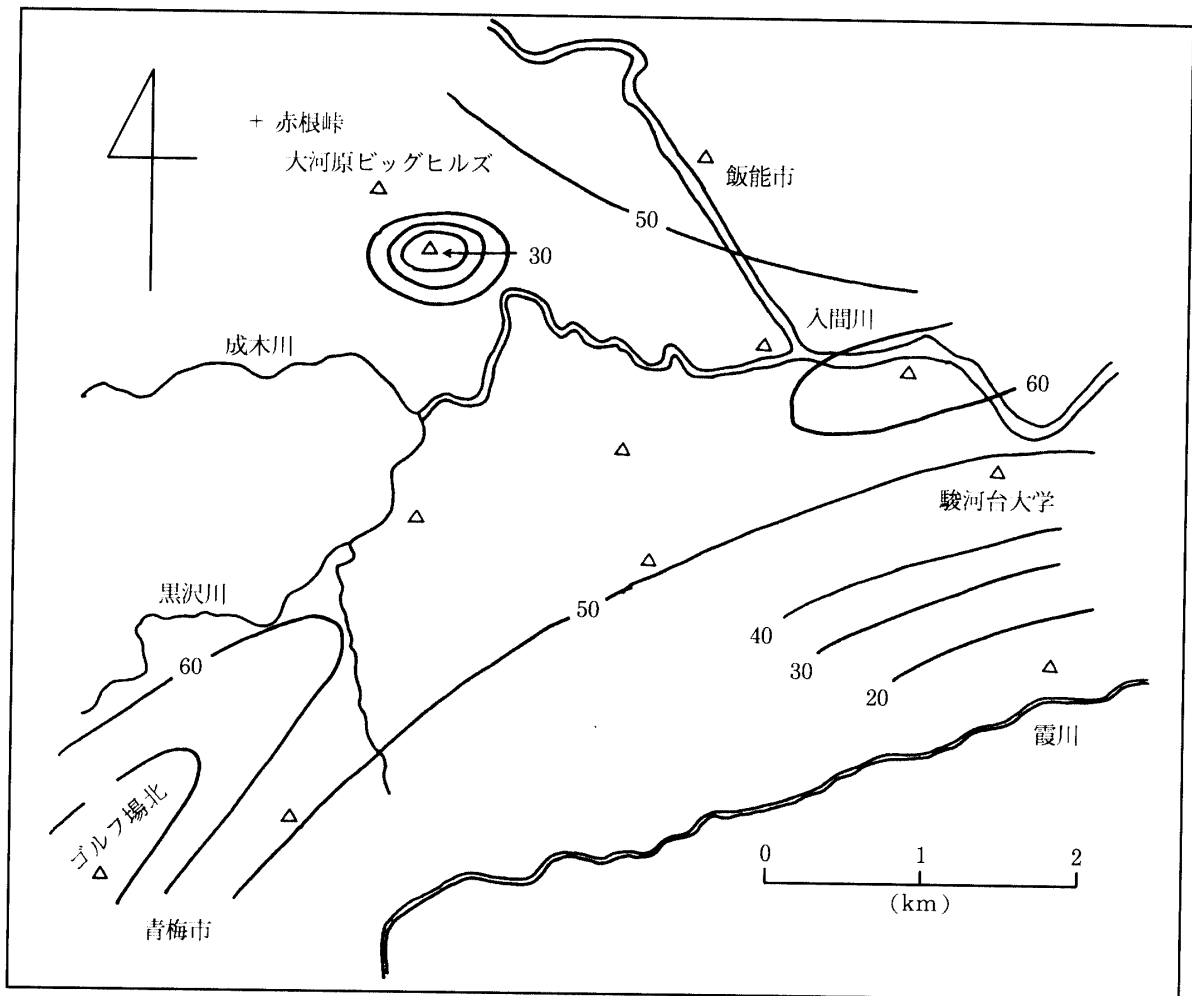 + 赤根峠
大河原ビッグヒルズ
飯能市
50
30
入間川
成木川
60
駿河台大学
黒沢川
50
40
60
30
20
霞川
ゴルフ場北
0 1 2
(km)
青梅市